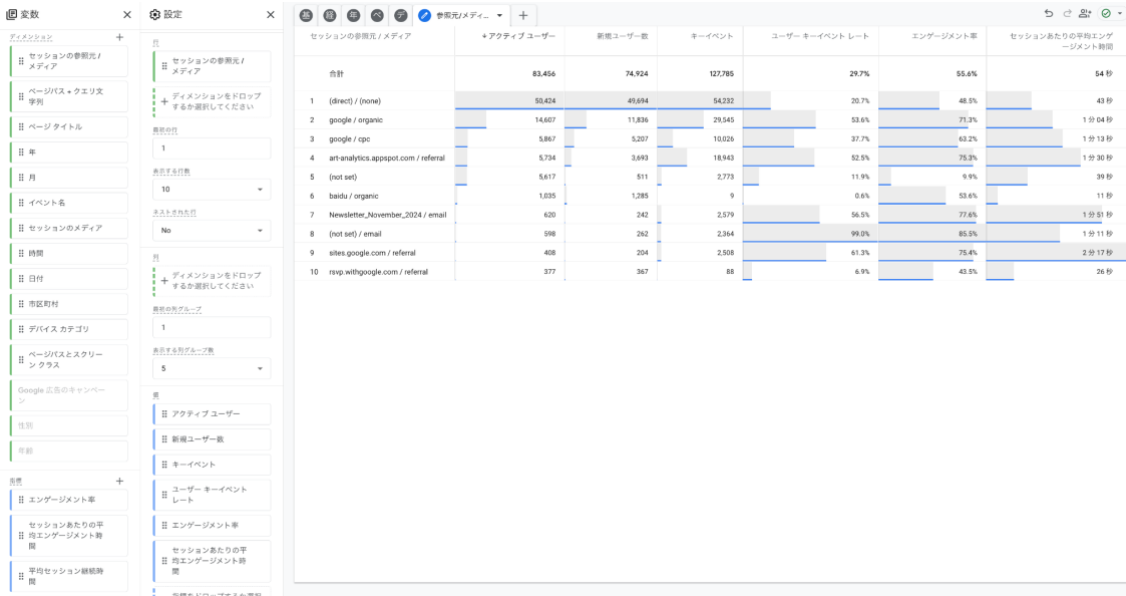 変数
ディメンション
セッションの参照元 /
メディア
ページパス + クエリ文
字列
ページ タイトル
年
月
イベント名
セッションのメディア
時間
日付
市区町村
デバイス カテゴリ
ページパスとスクリー
ン クラス
Google 広告のキャンペー
ン
性別
年齢
指標
エンゲージメント率
セッションあたりの平
均エンゲージメント時
間
平均セッション継続時
間
設定
行
セッションの参照元 /
メディア
ディメンションをドロップ
するか選択してください
最初の行
1
表示する行数
10
ネストされた行
No
列
ディメンションをドロップ
するか選択してください
最初の列グループ
1
表示する列グループ数
5
値
アクティブ ユーザー
新規ユーザー数
キーイベント
ユーザー キーイベント
レート
エンゲージメント率
セッションあたりの平
均エンゲージメント時
間
基 経 年 ペ デ 参照元/メディ...
セッションの参照元 / メディア ↓アクティブ ユーザー 新規ユーザー数 キーイベント ユーザー キーイベント レート エンゲージメント率 セッションあたりの平均エンゲ
ージメント時間
合計 83,456 74,924 127,785 29.7% 55.6% 54 秒
1 (direct) / (none) 50,424 49,694 54,232 20.7% 48.5% 43 秒
2 google / organic 14,607 11,836 29,545 53.6% 71.3% 1 分 04 秒
3 google / cpc 5,867 5,207 10,026 37.7% 63.2% 1 分 13 秒
4 art-analytics.appspot.com / referral 5,734 3,693 18,943 52.5% 75.3% 1 分 30 秒
5 (not set) 5,617 511 2,773 11.9% 9.9% 39 秒
6 baidu / organic 1,035 1,285 9 0.6% 53.6% 11 秒
7 Newsletter_November_2024 / email 620 242 2,579 56.5% 77.6% 1 分 51 秒
8 (not set) / email 598 262 2,364 99.0% 85.5% 1 分 11 秒
9 sites.google.com / referral 408 204 2,508 61.3% 75.4% 2 分 17 秒
10 rsvp.withgoogle.com / referral 377 367 88 6.9% 43.5% 26 秒